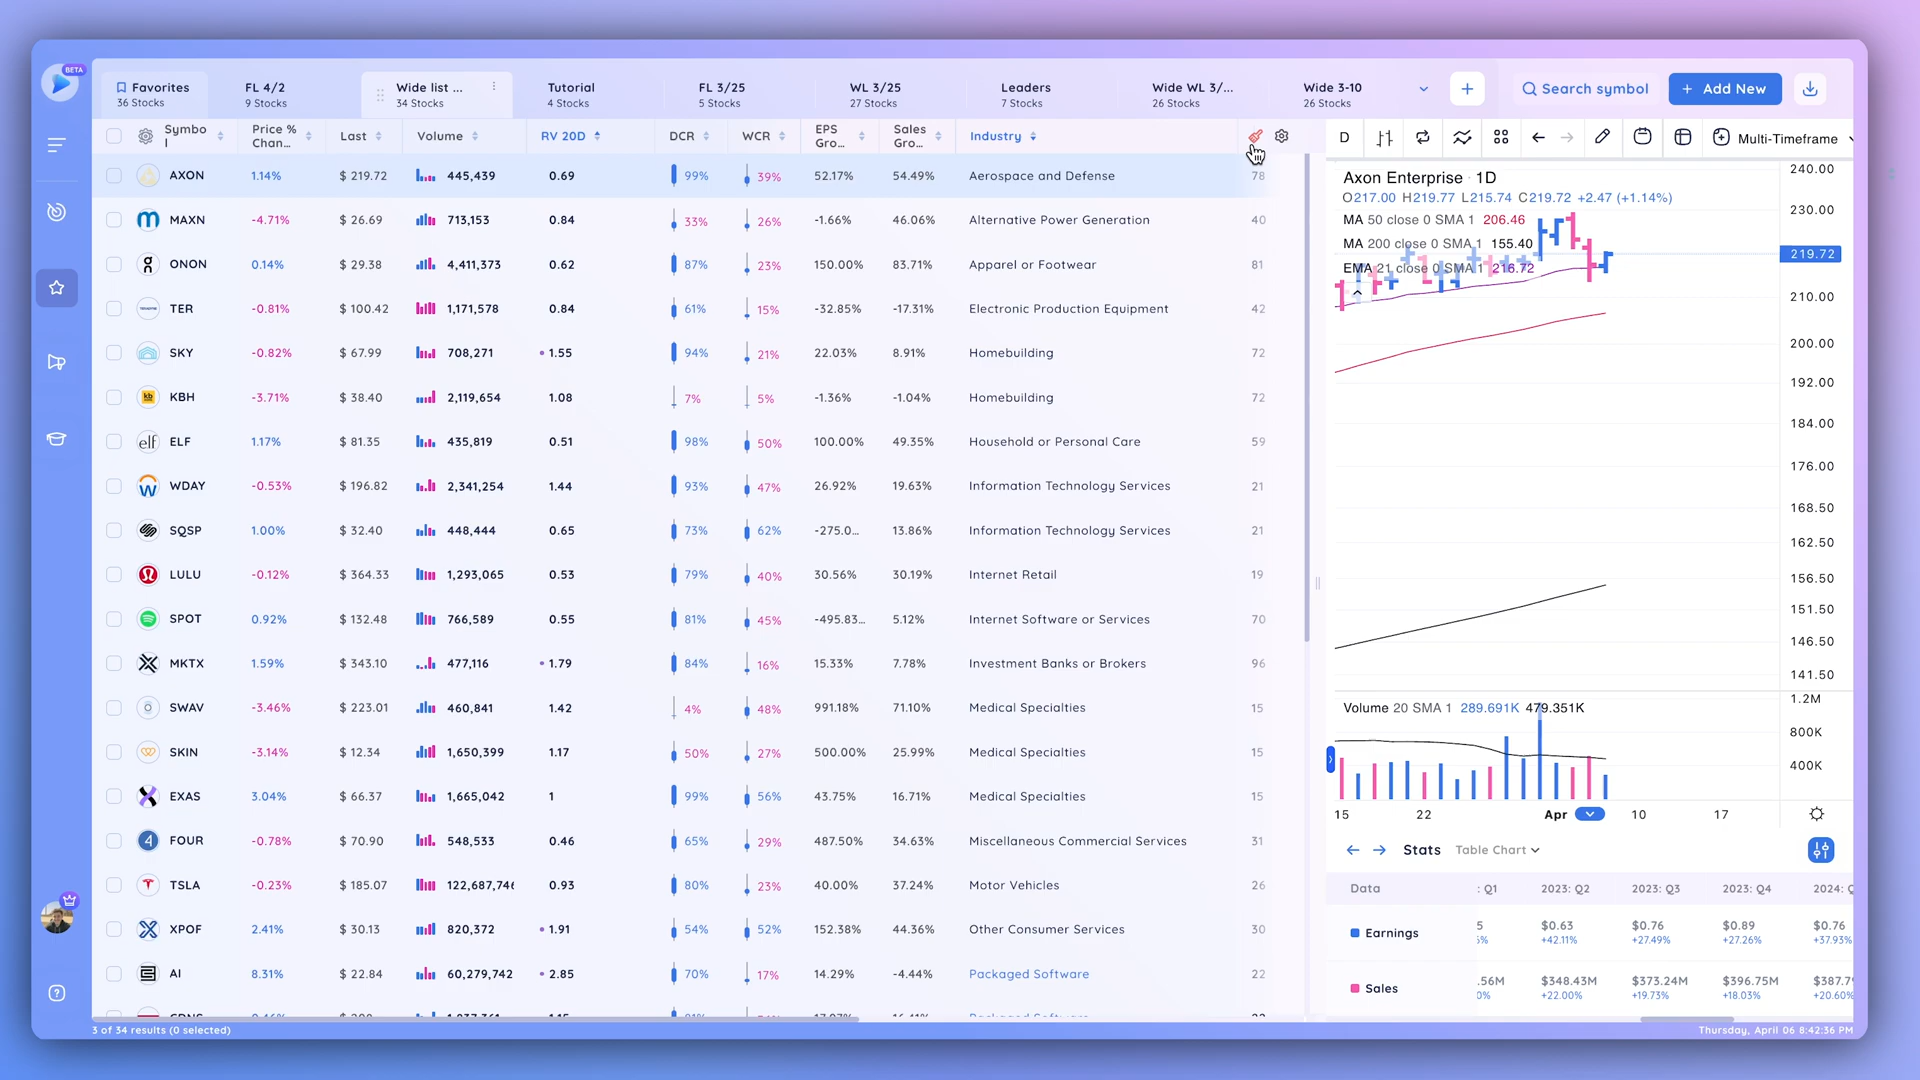 BETA
Favorites
36 Stocks
FL 4/2
9 Stocks
Wide list ...
34 Stocks
Tutorial
4 Stocks
FL 3/25
5 Stocks
WL 3/25
27 Stocks
Leaders
7 Stocks
Wide WL 3/...
26 Stocks
Wide 3-10
26 Stocks
Search symbol
Add New
Symbo
l
Price %
Chan...
Last
Volume
RV 20D
DCR
WCR
EPS
Gro...
Sales
Gro...
Industry
AXON 1.14% $ 219.72 445,439 0.69 99% 39% 52.17% 54.49% Aerospace and Defense 78
MAXN -4.71% $ 26.69 713,153 0.84 33% 26% -1.66% 46.06% Alternative Power Generation 40
ONON 0.14% $ 29.38 4,411,373 0.62 87% 23% 150.00% 83.71% Apparel or Footwear 81
TER -0.81% $ 100.42 1,171,578 0.84 61% 15% -32.85% -17.31% Electronic Production Equipment 42
SKY -0.82% $ 67.99 708,271 1.55 94% 21% 22.03% 8.91% Homebuilding 72
kb KBH -3.71% $ 38.40 2,119,654 1.08 7% 5% -1.36% -1.04% Homebuilding 72
elf ELF 1.17% $ 81.35 435,819 0.51 98% 50% 100.00% 49.35% Household or Personal Care 59
WDAY -0.53% $ 196.82 2,341,254 1.44 93% 47% 26.92% 19.63% Information Technology Services 21
SQSP 1.00% $ 32.40 448,444 0.65 73% 62% -275.0... 13.86% Information Technology Services 21
LULU -0.12% $ 364.33 1,293,065 0.53 79% 40% 30.56% 30.19% Internet Retail 19
SPOT 0.92% $ 132.48 766,589 0.55 81% 45% -495.83... 5.12% Internet Software or Services 70
MKTX 1.59% $ 343.10 477,116 1.79 84% 16% 15.33% 7.78% Investment Banks or Brokers 96
SWAV -3.46% $ 223.01 460,841 1.42 4% 48% 991.18% 71.10% Medical Specialties 15
SKIN -3.14% $ 12.34 1,650,399 1.17 50% 27% 500.00% 25.99% Medical Specialties 15
EXAS 3.04% $ 66.37 1,665,042 1 99% 56% 43.75% 16.71% Medical Specialties 15
4 FOUR -0.78% $ 70.90 548,533 0.46 65% 29% 487.50% 34.63% Miscellaneous Commercial Services 31
TSLA -0.23% $ 185.07 122,687,746 0.93 80% 23% 40.00% 37.24% Motor Vehicles 26
XPOF 2.41% $ 30.13 820,372 1.91 54% 52% 152.38% 44.36% Other Consumer Services 30
AI 8.31% $ 22.84 60,279,742 2.85 70% 17% 14.29% -4.44% Packaged Software 22
3 of 34 results (0 selected)
D
Multi-Timeframe
Axon Enterprise · 1D
O217.00 H219.77 L215.74 C219.72 +2.47 (+1.14%)
MA 50 close 0 SMA 1 206.46
MA 200 close 0 SMA 1 155.40
EMA 21 close 0 SMA 1 216.72
240.00
230.00
219.72
210.00
200.00
192.00
184.00
176.00
168.50
162.50
156.50
151.50
146.50
141.50
Volume 20 SMA 1 289.691K 479.351K
1.2M
800K
400K
15 22 Apr 10 17
Stats Table Chart
Data : Q1 2023: Q2 2023: Q3 2023: Q4 2024: Q
Earnings 5 $0.63 $0.76 $0.89 $0.76
+42.11% +27.49% +27.26% +37.93%
Sales .56M $348.43M $373.24M $396.75M $387.7
0% +22.00% +19.73% +18.03% +20.60%
Thursday, April 06 8:42:36 PM